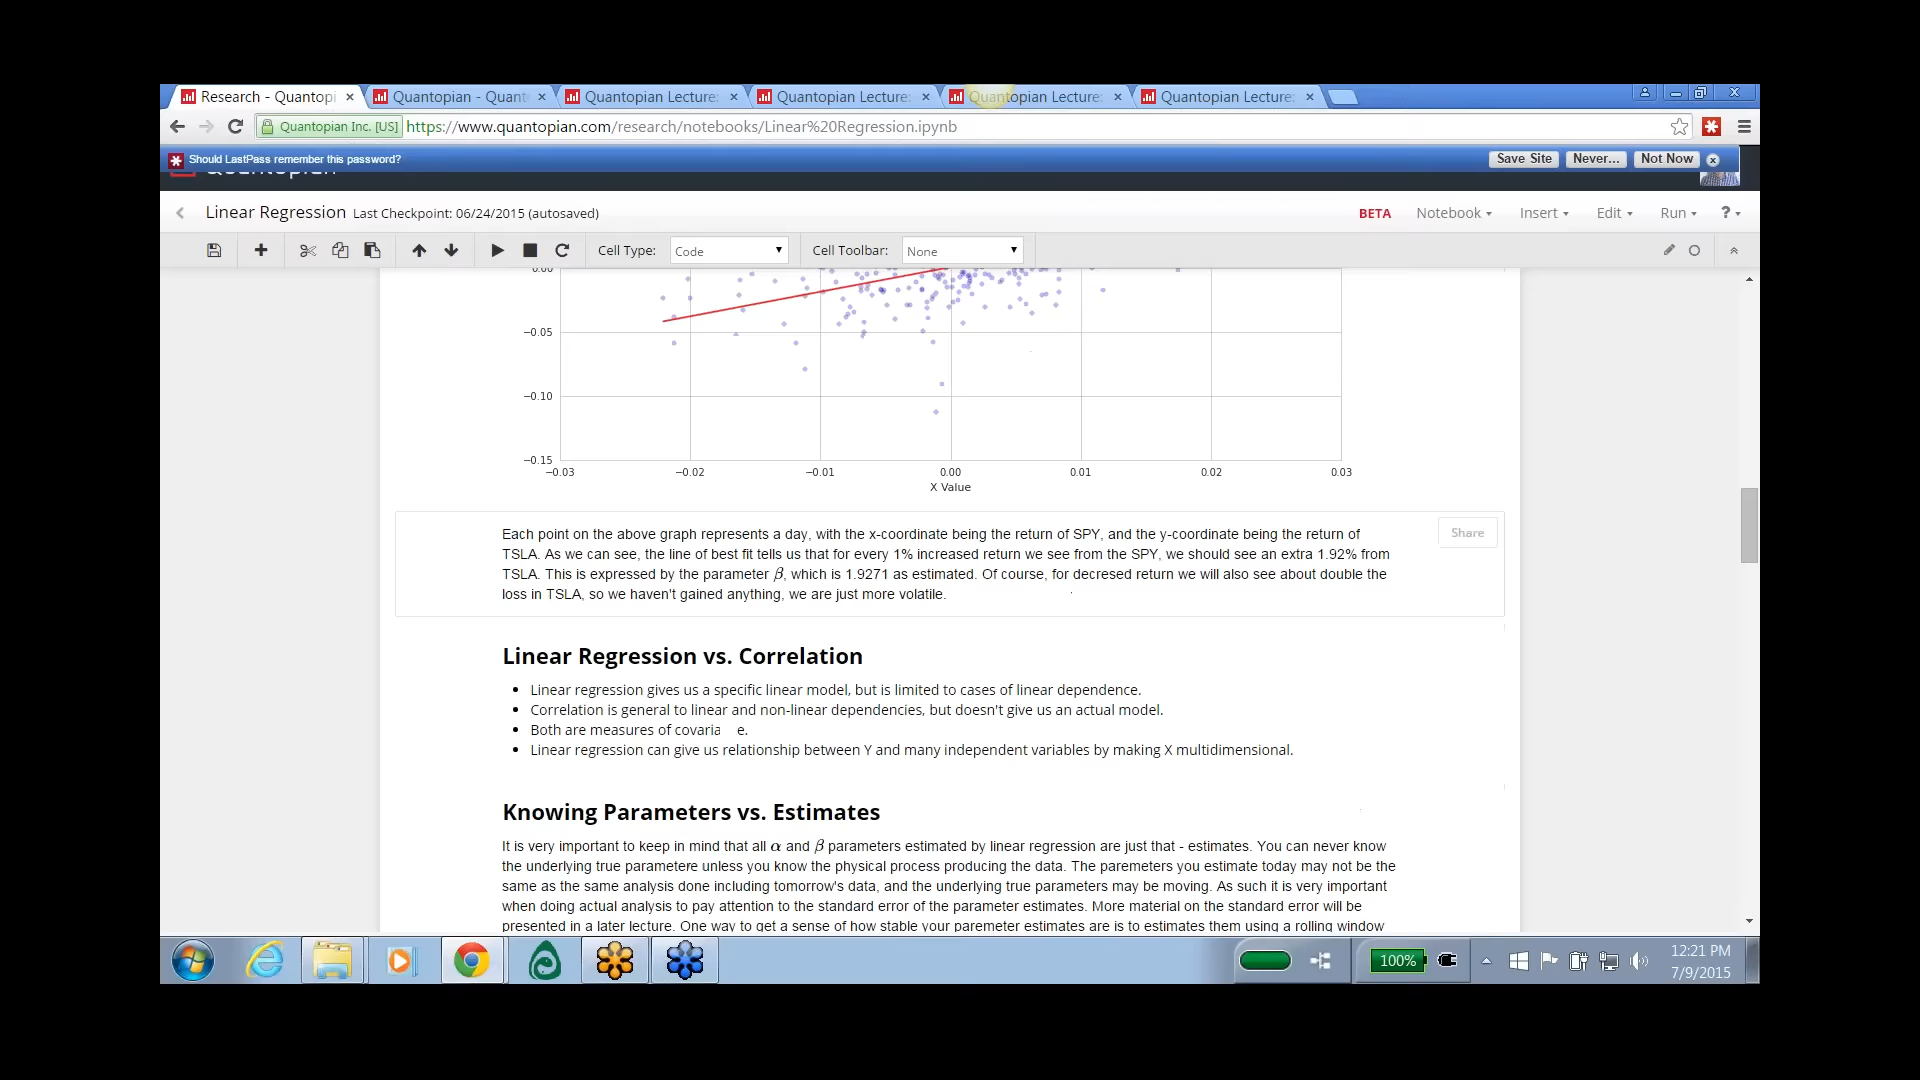 Research - Quantopi
Quantopian - Quant
Quantopian Lecture:
Quantopian Lecture:
Quantopian Lecture:
Quantopian Lecture:
Quantopian Inc. [US]
https://www.quantopian.com/research/notebooks/Linear%20Regression.ipynb
Should LastPass remember this password?
Save Site
Never...
Not Now
Linear Regression Last Checkpoint: 06/24/2015 (autosaved)
BETA
Notebook
Insert
Edit
Run
?
Cell Type:
Code
Cell Toolbar:
None
0.00
−0.05
−0.10
−0.15
−0.03
−0.02
−0.01
0.00
0.01
0.02
0.03
X Value
Each point on the above graph represents a day, with the x-coordinate being the return of SPY, and the y-coordinate being the return of
TSLA. As we can see, the line of best fit tells us that for every 1% increased return we see from the SPY, we should see an extra 1.92% from
TSLA. This is expressed by the parameter β, which is 1.9271 as estimated. Of course, for decresed return we will also see about double the
loss in TSLA, so we haven't gained anything, we are just more volatile.
Share
Linear Regression vs. Correlation
• Linear regression gives us a specific linear model, but is limited to cases of linear dependence.
• Correlation is general to linear and non-linear dependencies, but doesn't give us an actual model.
• Both are measures of covaria e.
• Linear regression can give us relationship between Y and many independent variables by making X multidimensional.
Knowing Parameters vs. Estimates
It is very important to keep in mind that all α and β parameters estimated by linear regression are just that - estimates. You can never know
the underlying true parametere unless you know the physical process producing the data. The paremeters you estimate today may not be the
same as the same analysis done including tomorrow's data, and the underlying true parameters may be moving. As such it is very important
when doing actual analysis to pay attention to the standard error of the parameter estimates. More material on the standard error will be
presented in a later lecture. One way to get a sense of how stable your paremeter estimates are is to estimates them using a rolling window
100%
12:21 PM
7/9/2015